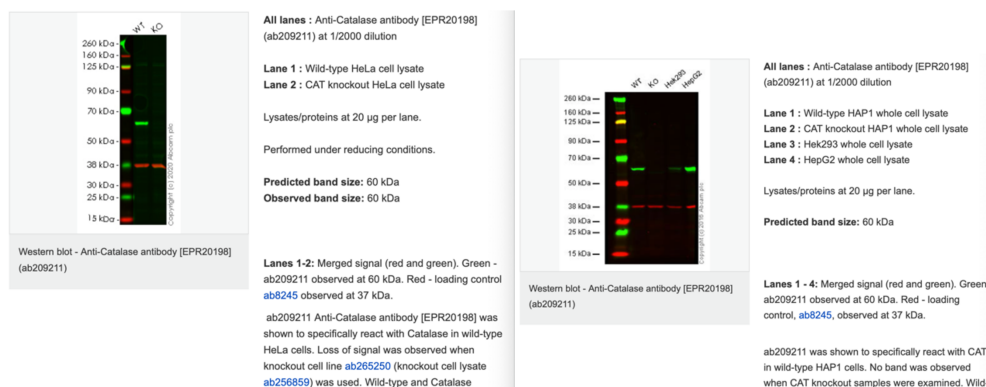 WT KO
260 kDa
160 kDa
125 kDa
90 kDa
70 kDa
50 kDa
38 kDa
30 kDa
25 kDa
15 kDa
Copyright (c) 2020 Abcam plc
Western blot - Anti-Catalase antibody [EPR20198]
(ab209211)
All lanes : Anti-Catalase antibody [EPR20198]
(ab209211) at 1/2000 dilution
Lane 1 : Wild-type HeLa cell lysate
Lane 2 : CAT knockout HeLa cell lysate
Lysates/proteins at 20 µg per lane.
Performed under reducing conditions.
Predicted band size: 60 kDa
Observed band size: 60 kDa
Lanes 1-2: Merged signal (red and green). Green -
ab209211 observed at 60 kDa. Red - loading control
ab8245 observed at 37 kDa.
ab209211 Anti-Catalase antibody [EPR20198] was
shown to specifically react with Catalase in wild-type
HeLa cells. Loss of signal was observed when
knockout cell line ab265250 (knockout cell lysate
ab256859) was used. Wild-type and Catalase
WT KO Hek293 HepG2
260 kDa
160 kDa
125 kDa
90 kDa
70 kDa
50 kDa
38 kDa
30 kDa
25 kDa
15 kDa
Copyright (c) 2018 Abcam plc
Western blot - Anti-Catalase antibody [EPR20198]
(ab209211)
All lanes : Anti-Catalase antibody [EPR20198]
(ab209211) at 1/2000 dilution
Lane 1 : Wild-type HAP1 whole cell lysate
Lane 2 : CAT knockout HAP1 whole cell lysate
Lane 3 : Hek293 whole cell lysate
Lane 4 : HepG2 whole cell lysate
Lysates/proteins at 20 µg per lane.
Predicted band size: 60 kDa
Lanes 1 - 4: Merged signal (red and green). Green
ab209211 observed at 60 kDa. Red - loading
control, ab8245, observed at 37 kDa.
ab209211 was shown to specifically react with CAT
in wild-type HAP1 cells. No band was observed
when CAT knockout samples were examined. Wild